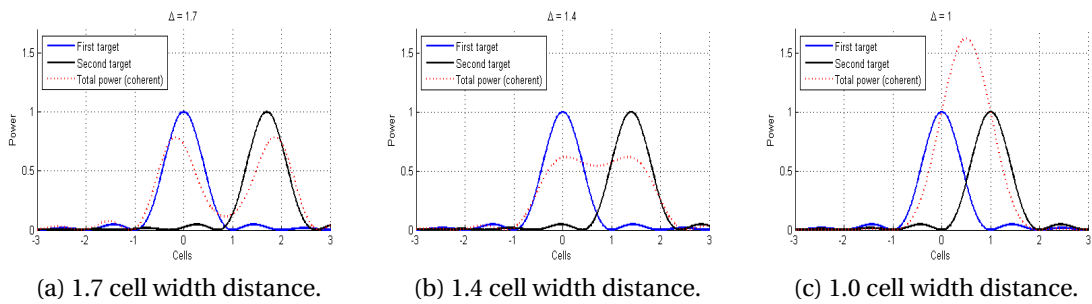 Δ = 1.7
First target
Second target
Total power (coherent)
1.5
1
0.5
0
Power
-3 -2 -1 0 1 2 3
Cells
(a) 1.7 cell width distance.
Δ = 1.4
First target
Second target
Total power (coherent)
1.5
1
0.5
0
Power
-3 -2 -1 0 1 2 3
Cells
(b) 1.4 cell width distance.
Δ = 1
First target
Second target
Total power (coherent)
1.5
1
0.5
0
Power
-3 -2 -1 0 1 2 3
Cells
(c) 1.0 cell width distance.